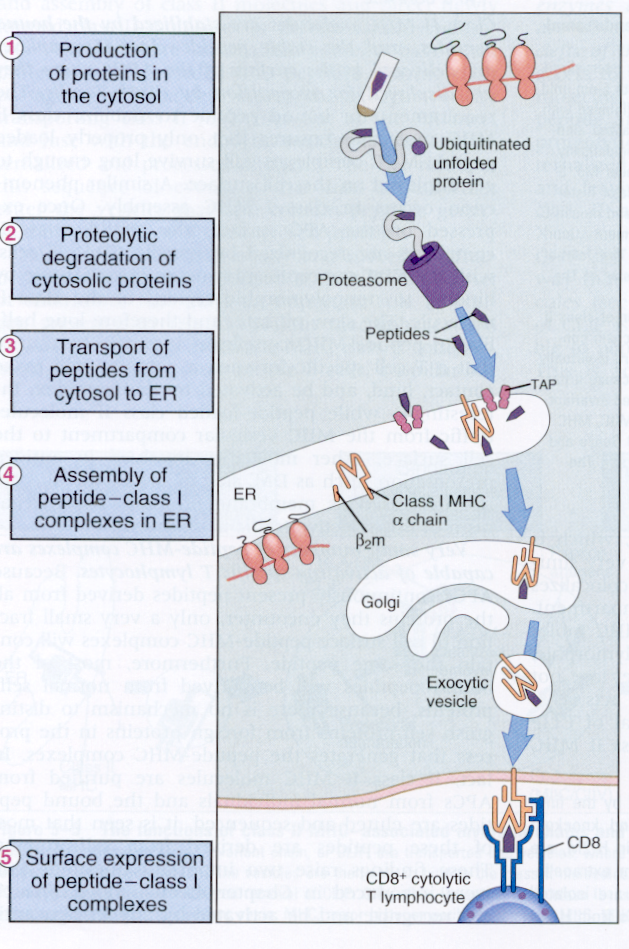 1
Production
of proteins in
the cytosol
Ubiquitinated
unfolded
protein
2
Proteolytic
degradation of
cytosolic proteins
Proteasome
Peptides
3
Transport of
peptides from
cytosol to ER
TAP
4
Assembly of
peptide–class I
complexes in ER
ER
Class I MHC
α chain
β2m
Golgi
Exocytic
vesicle
5
Surface expression
of peptide–class I
complexes
CD8
CD8+ cytolytic
T lymphocyte